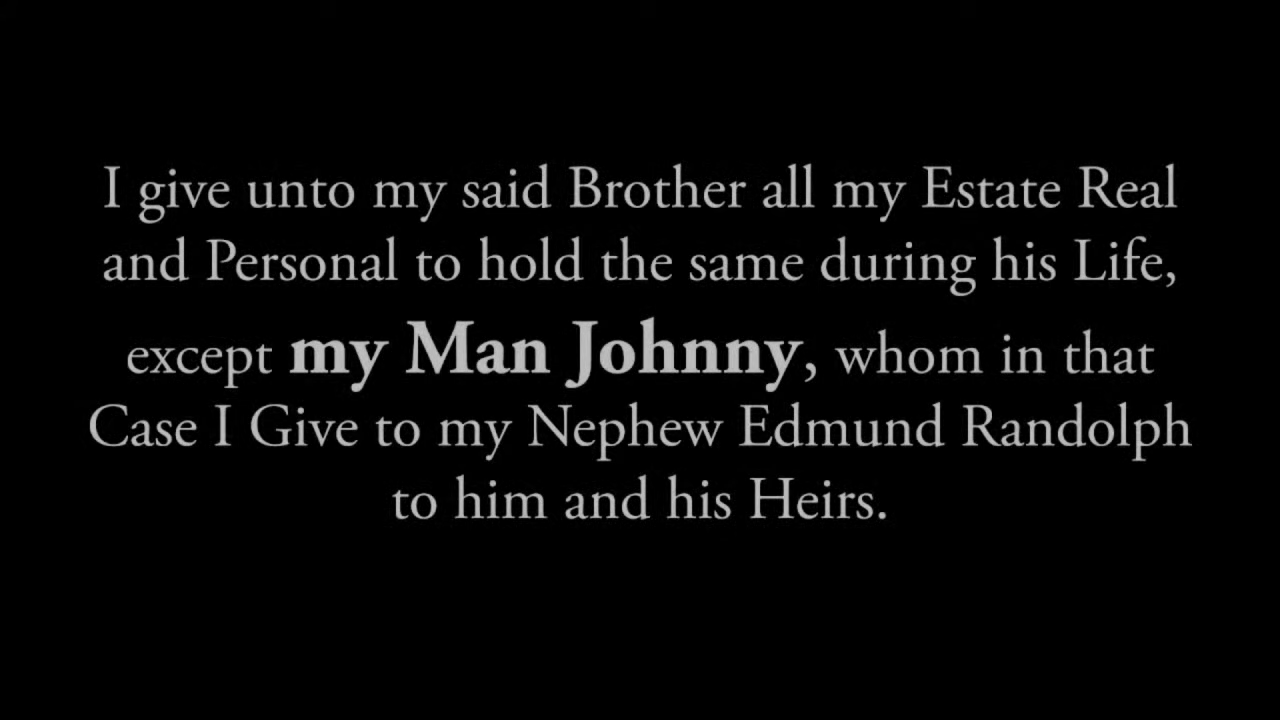 I give unto my said Brother all my Estate Real
and Personal to hold the same during his Life,
except my Man Johnny, whom in that
Case I Give to my Nephew Edmund Randolph
to him and his Heirs.